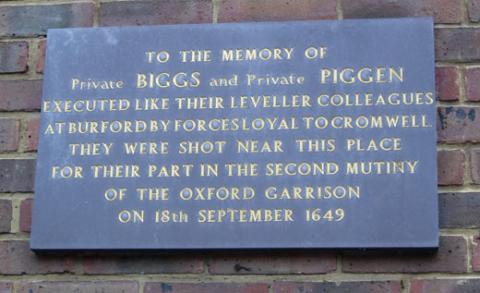 TO THE MEMORY OF
Private BIGGS and Private PIGGEN
EXECUTED LIKE THEIR LEVELLER COLLEAGUES
AT BURFORD BY FORCES LOYAL TO CROMWELL.
THEY WERE SHOT NEAR THIS PLACE
FOR THEIR PART IN THE SECOND MUTINY
OF THE OXFORD GARRISON
ON 18th SEPTEMBER 1649